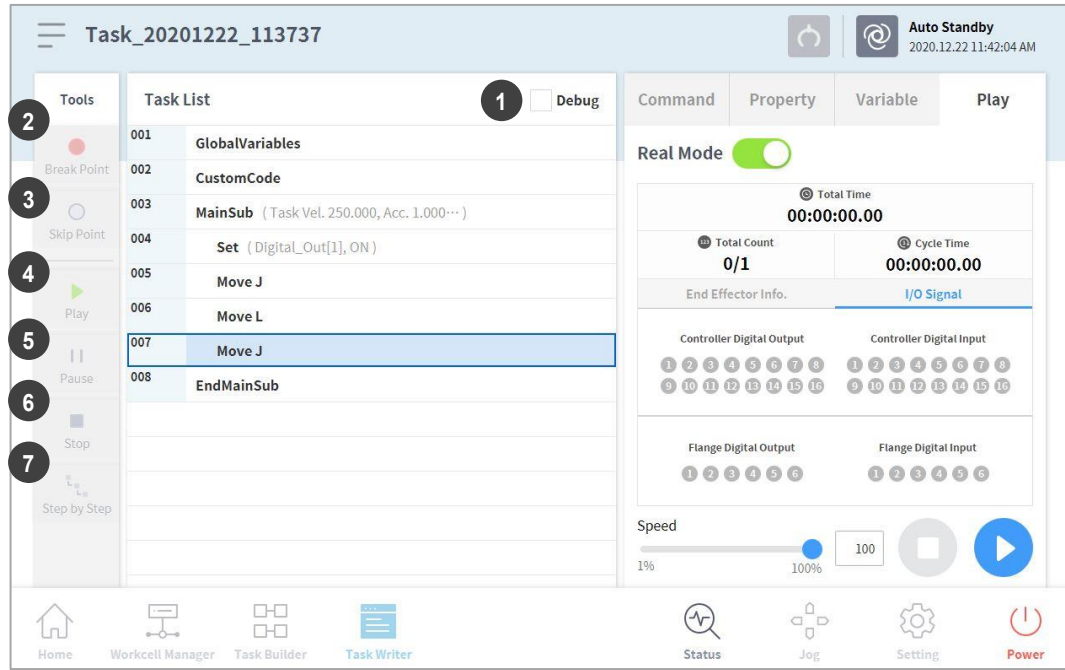 Task_20201222_113737
Auto Standby
2020.12.22 11:42:04 AM
Tools
Task List
1
Debug
Command
Property
Variable
Play
2
Break Point
3
Skip Point
4
Play
5
Pause
6
Stop
7
Step by Step
001 GlobalVariables
002 CustomCode
003 MainSub ( Task Vel. 250.000, Acc. 1.000⋯ )
004 Set ( Digital_Out[1], ON )
005 Move J
006 Move L
007 Move J
008 EndMainSub
Real Mode
Total Time
00:00:00.00
123 Total Count
0/1
Cycle Time
00:00:00.00
End Effector Info.
I/O Signal
Controller Digital Output
1 2 3 4 5 6 7 8
9 10 11 12 13 14 15 16
Controller Digital Input
1 2 3 4 5 6 7 8
9 10 11 12 13 14 15 16
Flange Digital Output
1 2 3 4 5 6
Flange Digital Input
1 2 3 4 5 6
Speed
1%
100%
100
Home
Workcell Manager
Task Builder
Task Writer
Status
Jog
Setting
Power